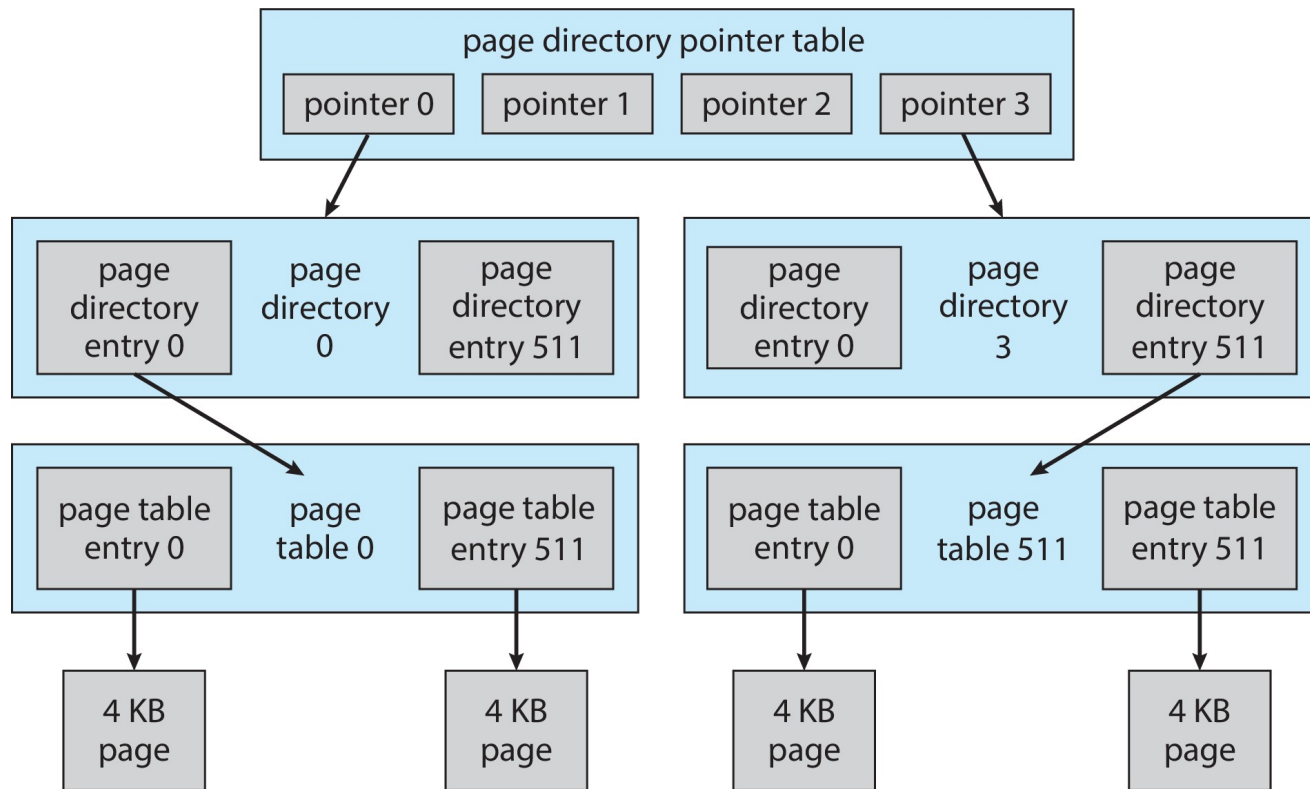 page directory pointer table
pointer 0
pointer 1
pointer 2
pointer 3
page
directory
entry 0
page
directory
0
page
directory
entry 511
page
directory
entry 0
page
directory
3
page
directory
entry 511
page table
entry 0
page
table 0
page table
entry 511
page table
entry 0
page
table 511
page table
entry 511
4 KB
page
4 KB
page
4 KB
page
4 KB
page